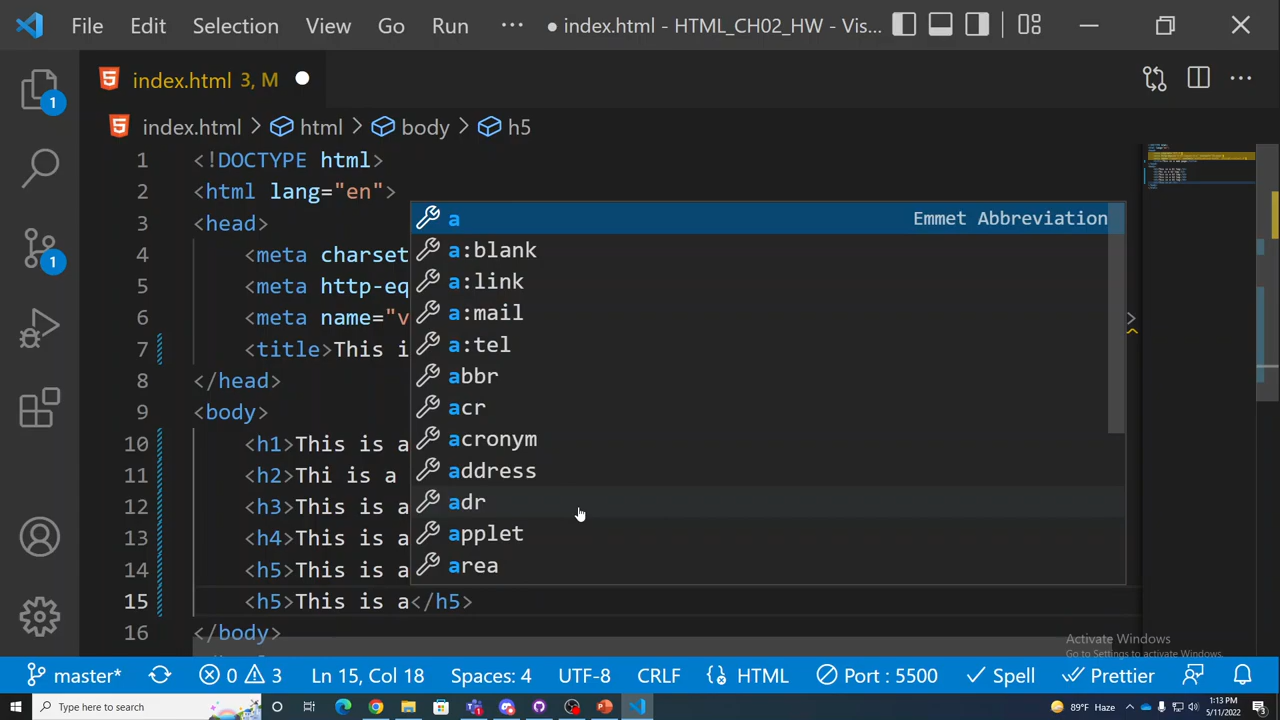 File Edit Selection View Go Run ··· ● index.html - HTML_CH02_HW - Vis...
index.html 3, M
index.html > html > body > h5
1 <!DOCTYPE html>
2 <html lang="en">
3 <head>
4 <meta charset
5 <meta http-eq
6 <meta name="v >
7 <title>This i
8 </head>
9 <body>
10 <h1>This is a
11 <h2>Thi is a
12 <h3>This is a
13 <h4>This is a
14 <h5>This is a
15 <h5>This is a</h5>
16 </body>
a Emmet Abbreviation
a:blank
a:link
a:mail
a:tel
abbr
acr
acronym
address
adr
applet
area
1
1
Activate Windows
Go to Settings to activate Windows.
master* 0 3 Ln 15, Col 18 Spaces: 4 UTF-8 CRLF HTML Port : 5500 Spell Prettier
Type here to search 89°F Haze 1:13 PM
5/11/2022